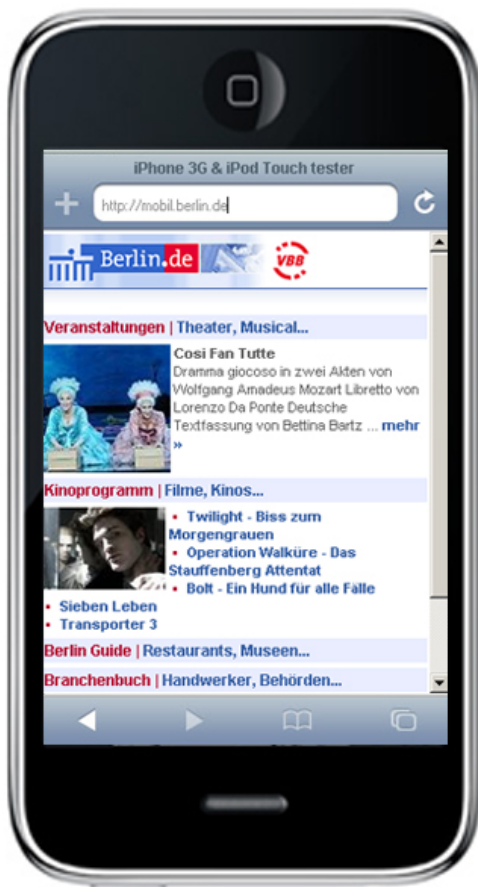 iPhone 3G & iPod Touch tester
http://mobil.berlin.de
Berlin.de
VBB
Veranstaltungen | Theater, Musical...
Cosi Fan Tutte
Dramma giocoso in zwei Akten von
Wolfgang Amadeus Mozart Libretto von
Lorenzo Da Ponte Deutsche
Textfassung von Bettina Bartz ... mehr
»
Kinoprogramm | Filme, Kinos...
• Twilight - Biss zum
Morgengrauen
• Operation Walküre - Das
Stauffenberg Attentat
• Bolt - Ein Hund für alle Fälle
• Sieben Leben
• Transporter 3
Berlin Guide | Restaurants, Museen...
Branchenbuch | Handwerker, Behörden...